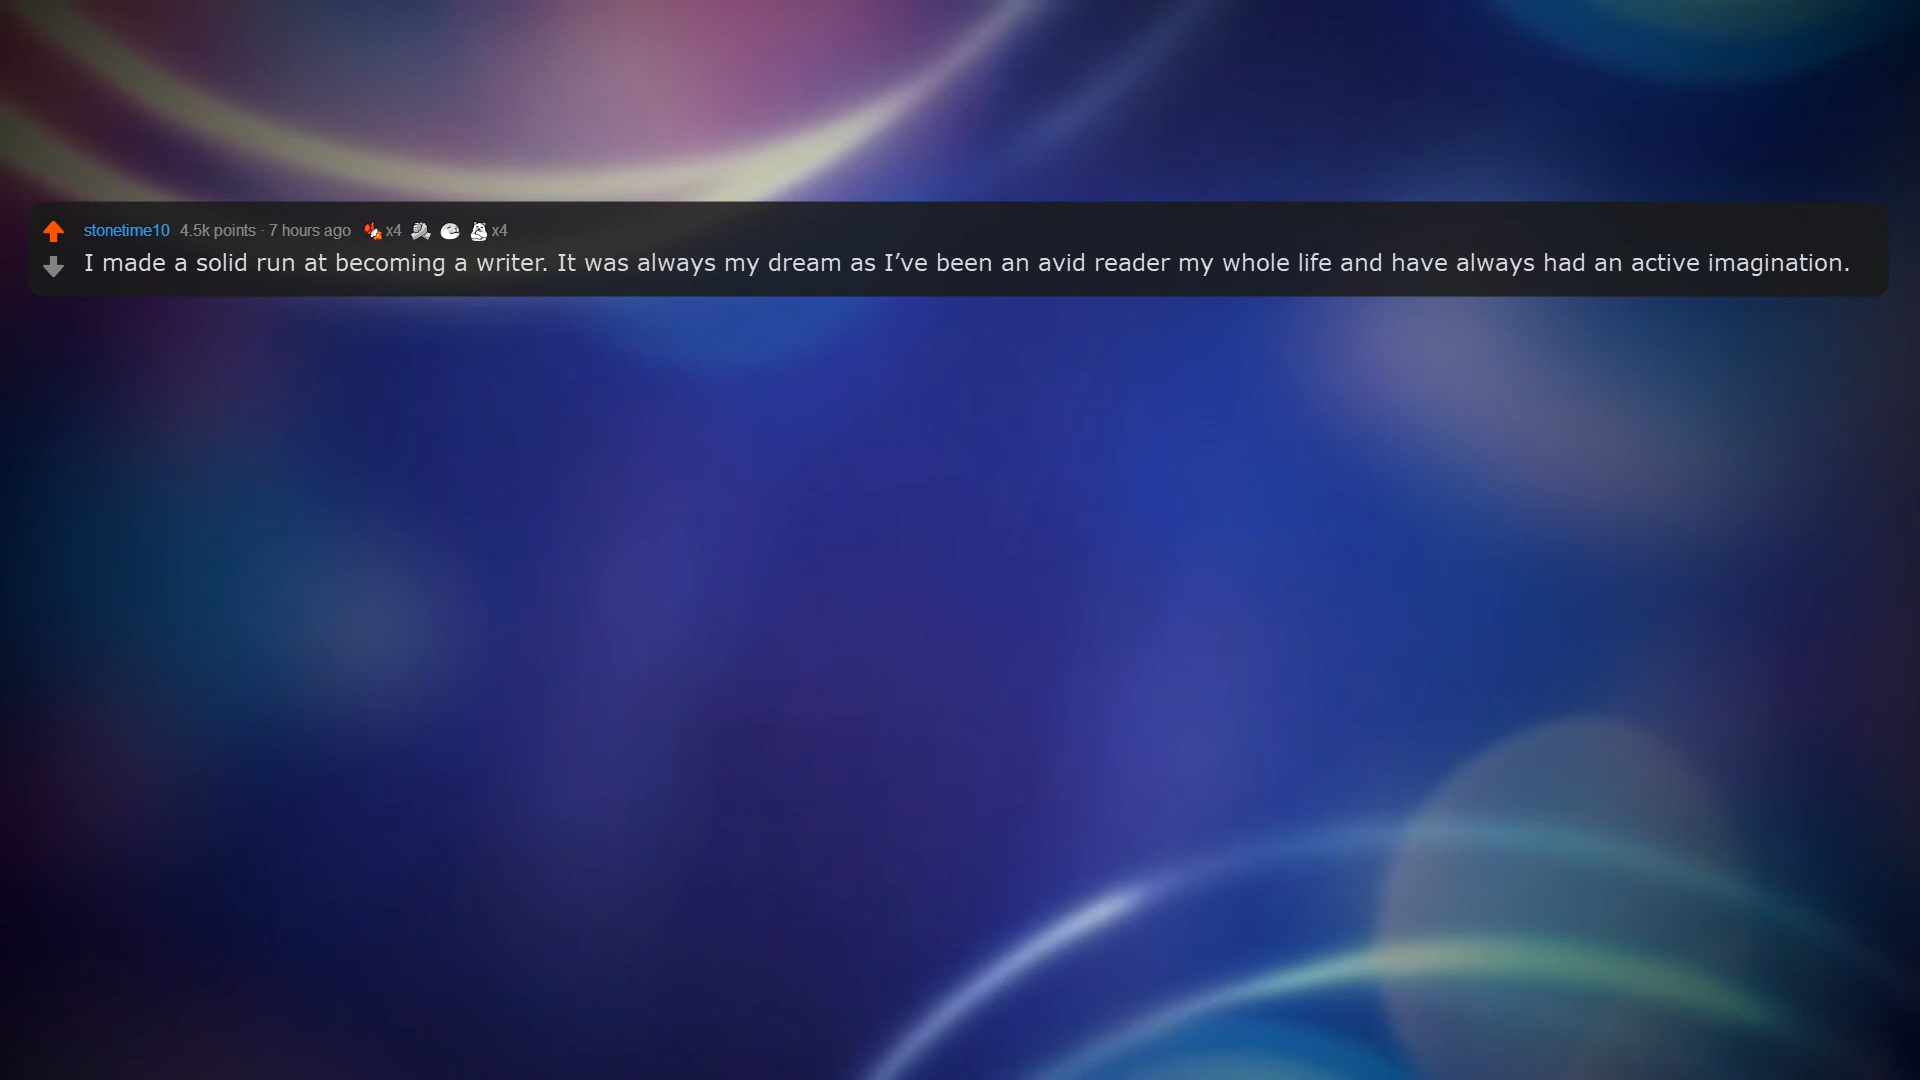 stonetime10 4.5k points · 7 hours ago x4 x4
I made a solid run at becoming a writer. It was always my dream as I’ve been an avid reader my whole life and have always had an active imagination.